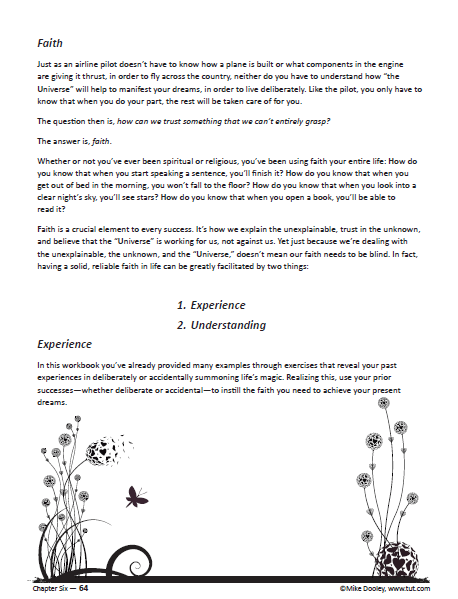 Faith
Just as an airline pilot doesn't have to know how a plane is built or what components in the engine
are giving it thrust, in order to fly across the country, neither do you have to understand how “the
Universe” will help to manifest your dreams, in order to live deliberately. Like the pilot, you only have to
know that when you do your part, the rest will be taken care of for you.
The question then is, how can we trust something that we can't entirely grasp?
The answer is, faith.
Whether or not you've ever been spiritual or religious, you've been using faith your entire life: How do
you know that when you start speaking a sentence, you'll finish it? How do you know that when you
get out of bed in the morning, you won't fall to the floor? How do you know that when you look into a
clear night's sky, you'll see stars? How do you know that when you open a book, you'll be able to
read it?
Faith is a crucial element to every success. It's how we explain the unexplainable, trust in the unknown,
and believe that the “Universe” is working for us, not against us. Yet just because we're dealing with
the unexplainable, the unknown, and the “Universe,” doesn't mean our faith needs to be blind. In fact,
having a solid, reliable faith in life can be greatly facilitated by two things:
1. Experience
2. Understanding
Experience
In this workbook you've already provided many examples through exercises that reveal your past
experiences in deliberately or accidentally summoning life's magic. Realizing this, use your prior
successes—whether deliberate or accidental—to instill the faith you need to achieve your present
dreams.
Chapter Six — 64
©Mike Dooley, www.tut.com